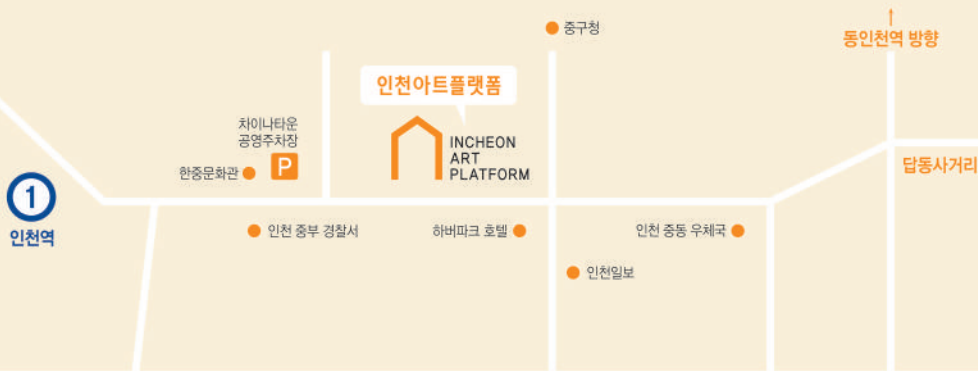 중구청
↑
동인천역 방향
인천아트플랫폼
차이나타운
공영주차장
P
INCHEON
ART
PLATFORM
한중문화관
답동사거리
1
인천역
인천 중부 경찰서
하버파크 호텔
인천 중동 우체국
인천일보